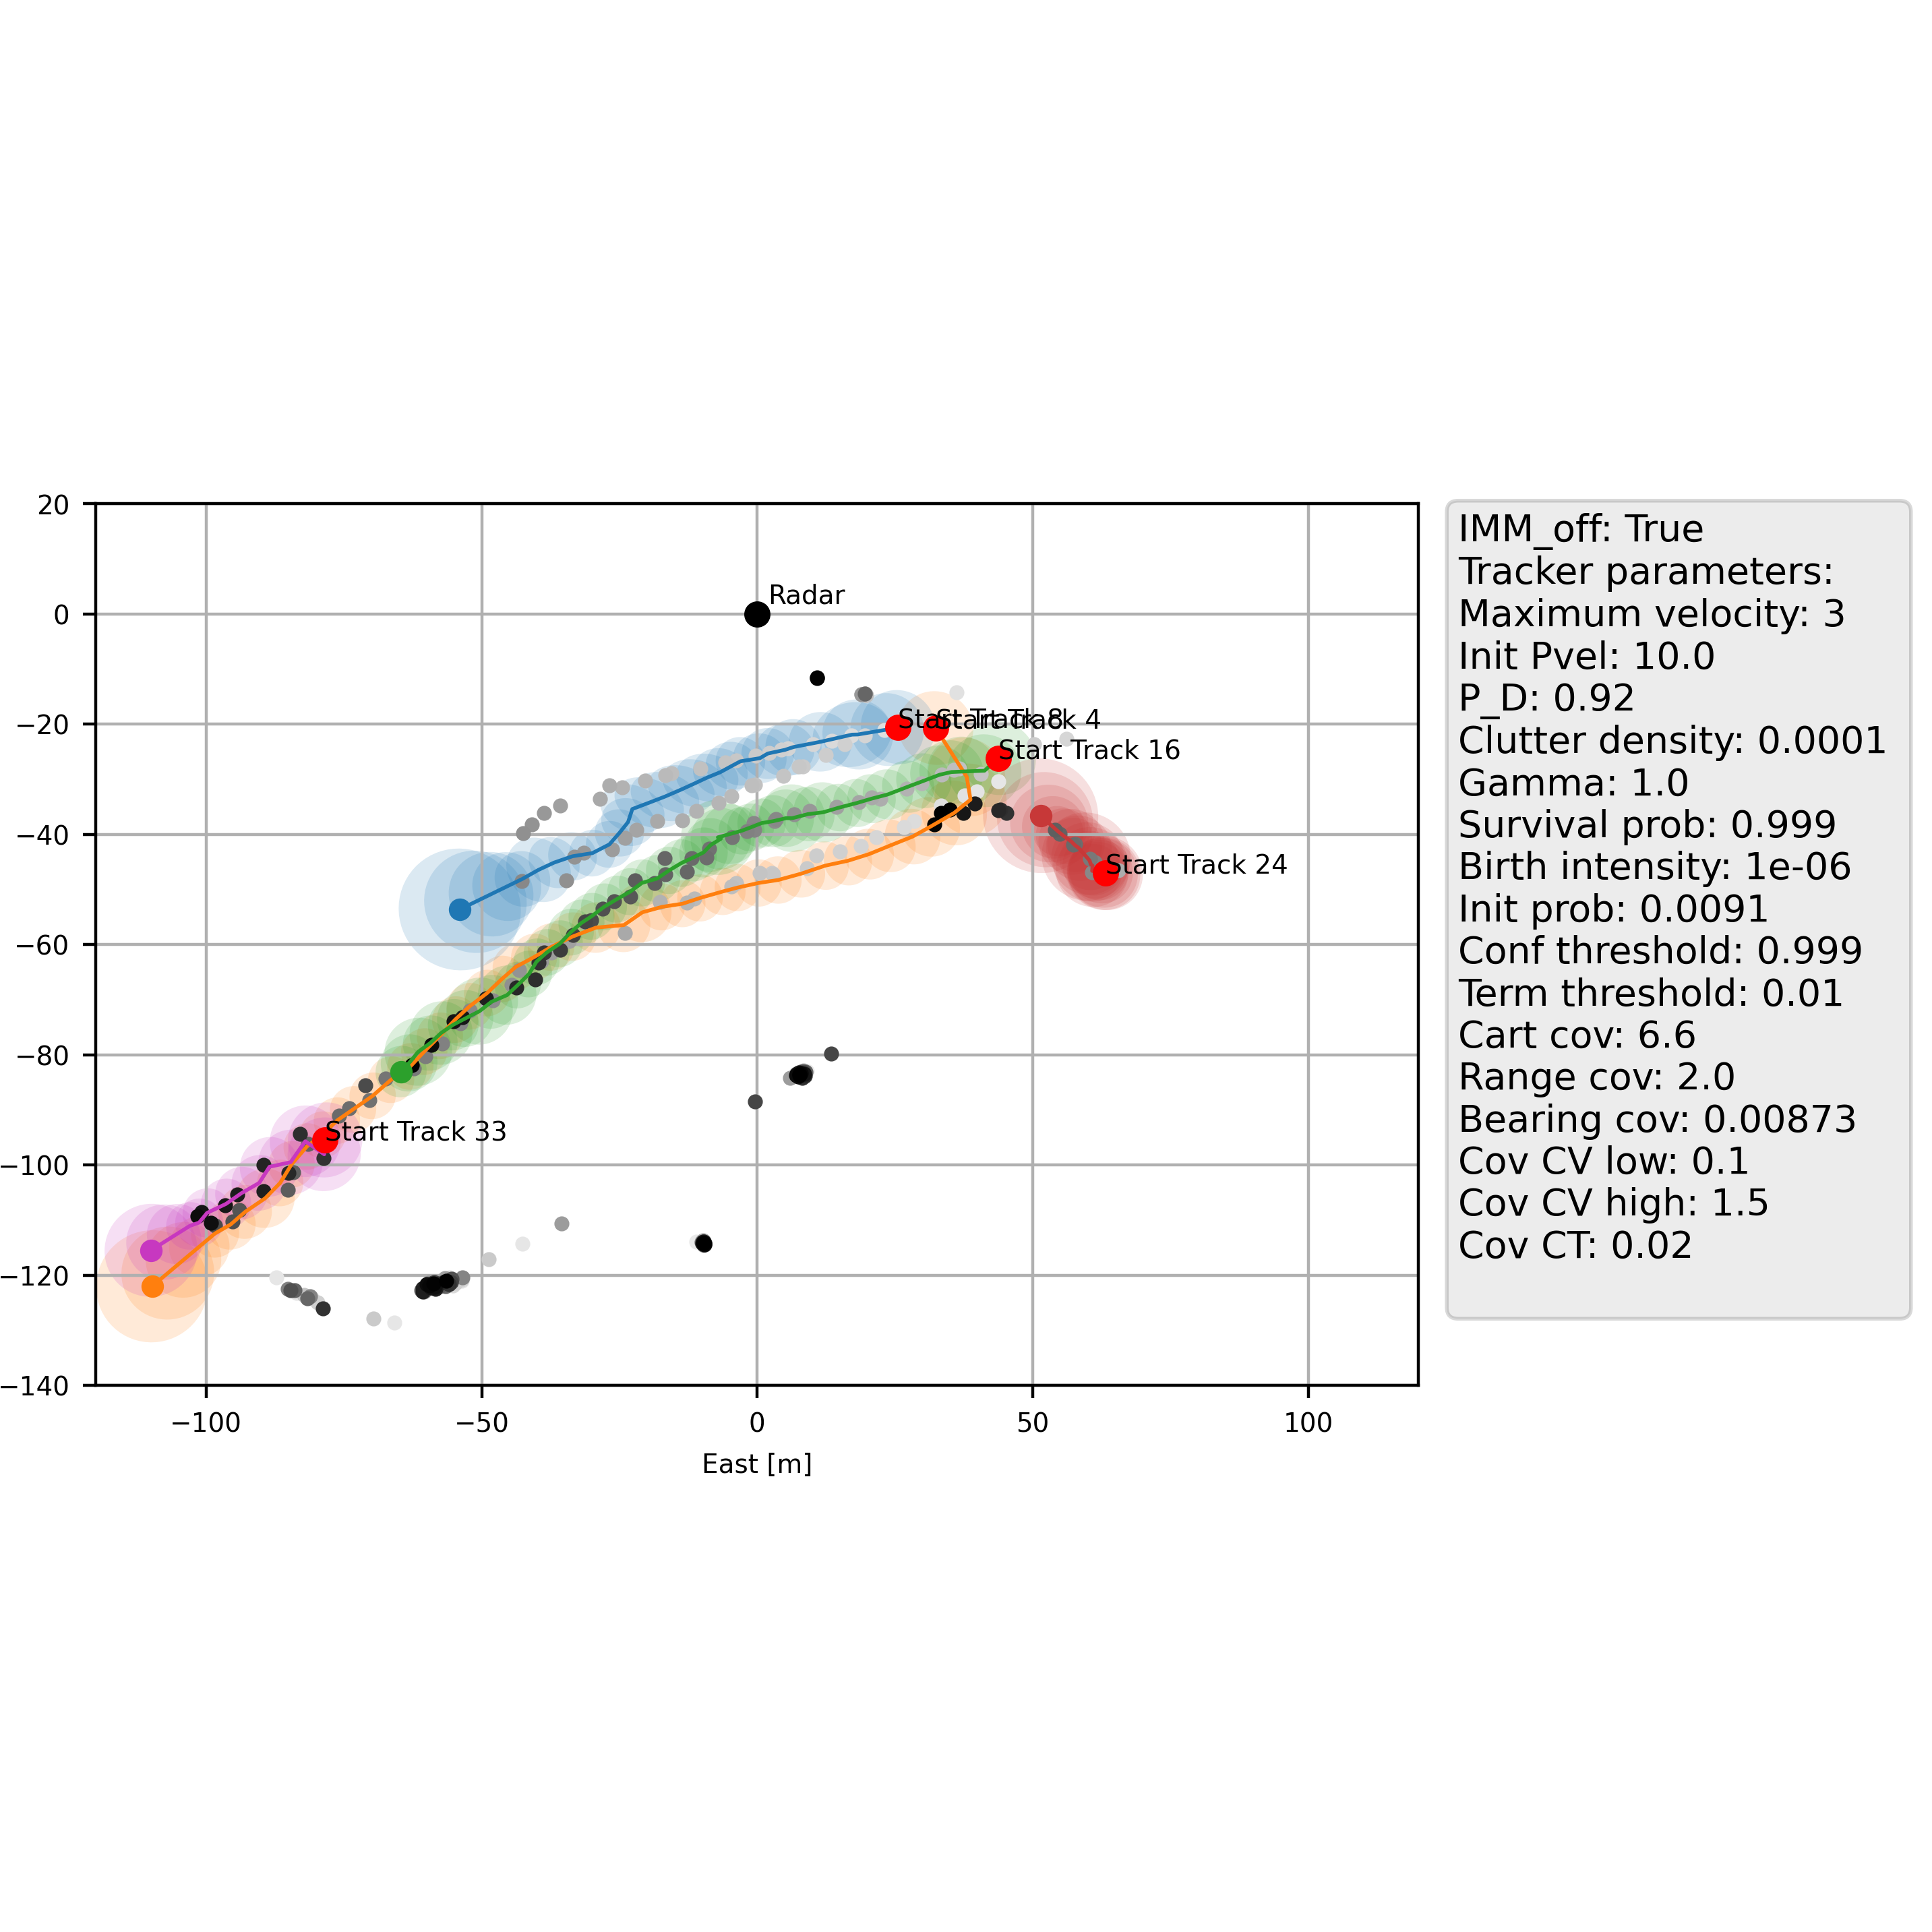 20
0
−20
−40
−60
−80
−100
−120
−140
−100
−50
0
50
100
East [m]
Radar
Start Track 8
Start Track 4
Start Track 16
Start Track 24
Start Track 33
IMM_off: True
Tracker parameters:
Maximum velocity: 3
Init Pvel: 10.0
P_D: 0.92
Clutter density: 0.0001
Gamma: 1.0
Survival prob: 0.999
Birth intensity: 1e-06
Init prob: 0.0091
Conf threshold: 0.999
Term threshold: 0.01
Cart cov: 6.6
Range cov: 2.0
Bearing cov: 0.00873
Cov CV low: 0.1
Cov CV high: 1.5
Cov CT: 0.02